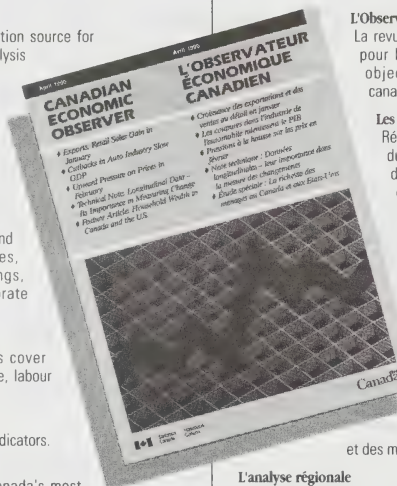 tion source for
lysis
nd
es,
ngs,
orate
s cover
e, labour
dicators.
anada's most
April 1990
CANADIAN
ECONOMIC
OBSERVER
♦ Exports, Retail Sales Gain in
January
♦ Cutbacks in Auto Industry Slow
GDP
♦ Upward Pressure on Prices in
February
♦ Technical Note: Longitudinal Data -
Its Importance in Measuring Change
♦ Feature Article: Household Wealth in
Canada and the U.S.
Avril 1990
L'OBSERVATEUR
ÉCONOMIQUE
CANADIEN
♦ Croissance des exportations et des
ventes au détail en janvier
♦ Les coupures dans l'industrie de
l'automobile ralentissent le PIB
♦ Pressions à la hausse sur les prix en
février
♦ Note technique : Données
longitudinales - leur importance dans
la mesure des changements
♦ Étude spéciale : La richesse des
ménages au Canada et aux États-Unis
Statistics Canada
Statistique Canada
Canada
L'Observ
La revu
pour l
obje
cana
Les
Ré
de
d
et des m
L'analyse régionale